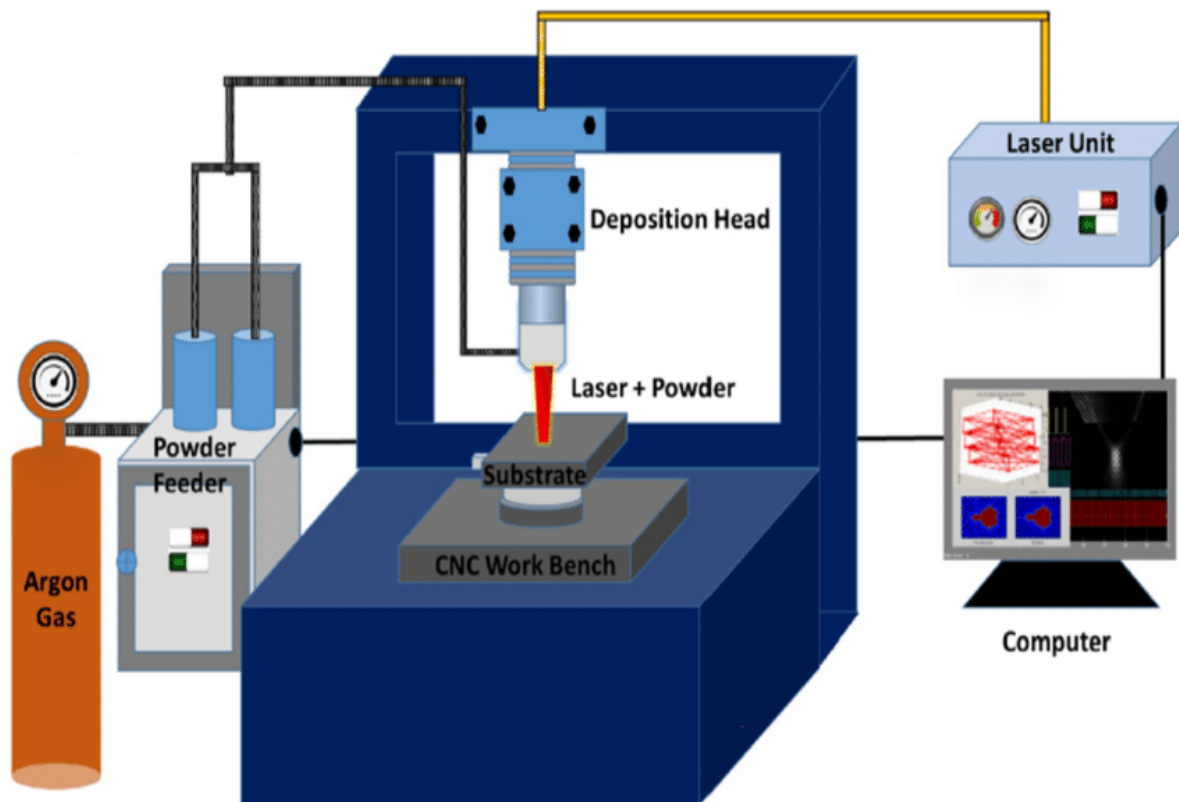 Laser Unit
Deposition Head
Laser + Powder
Powder
Feeder
Substrate
CNC Work Bench
Argon
Gas
Computer